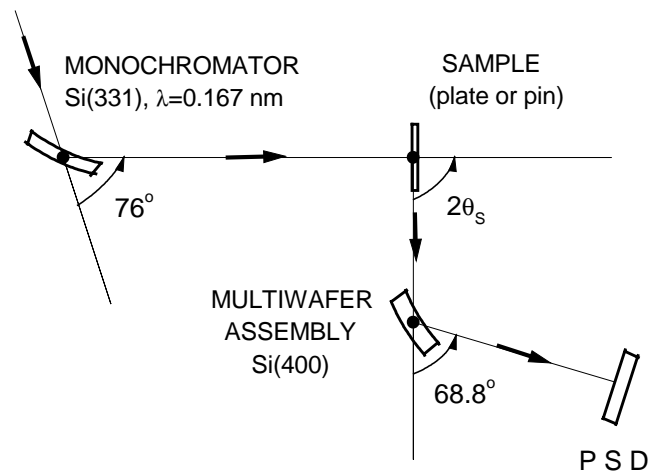 MONOCHROMATOR
Si(331), λ=0.167 nm
SAMPLE
(plate or pin)
76°
2θS
MULTIWAFER
ASSEMBLY
Si(400)
68.8°
P S D